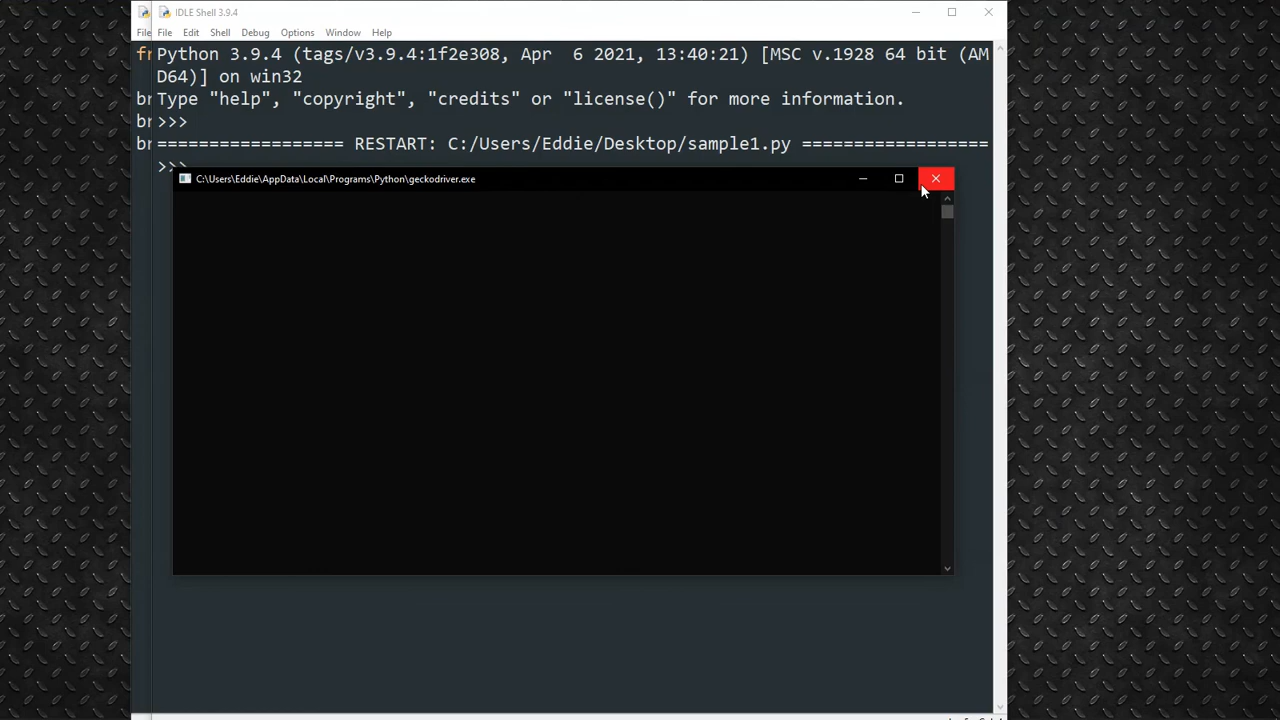 IDLE Shell 3.9.4
File File Edit Shell Debug Options Window Help
fr Python 3.9.4 (tags/v3.9.4:1f2e308, Apr  6 2021, 13:40:21) [MSC v.1928 64 bit (AM
D64)] on win32
br Type "help", "copyright", "credits" or "license()" for more information.
br >>>
br ================== RESTART: C:/Users/Eddie/Desktop/sample1.py ==================
>>>
C:\Users\Eddie\AppData\Local\Programs\Python\geckodriver.exe